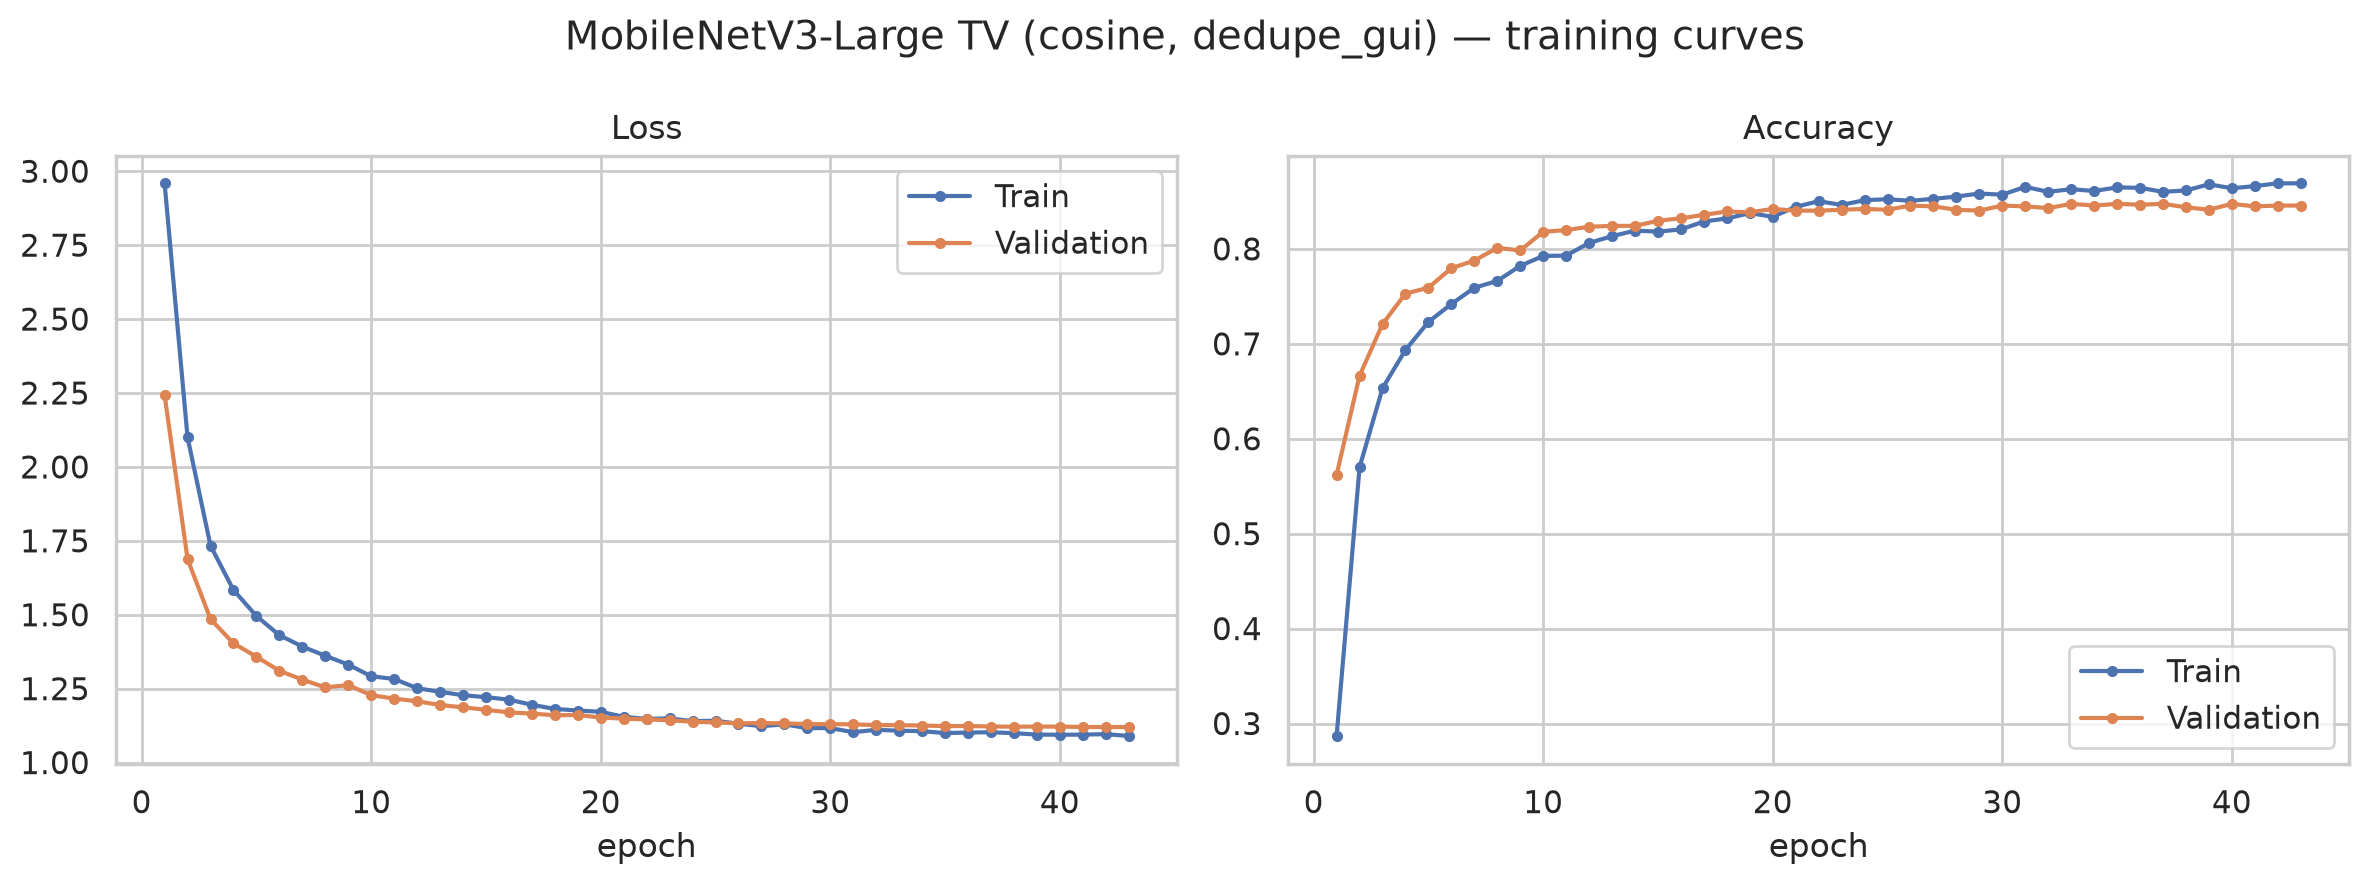 MobileNetV3-Large TV (cosine, dedupe_gui) — training curves
Loss
3.00
2.75
2.50
2.25
2.00
1.75
1.50
1.25
1.00
0 10 20 30 40
epoch
Train
Validation
Accuracy
0.8
0.7
0.6
0.5
0.4
0.3
0 10 20 30 40
epoch
Train
Validation